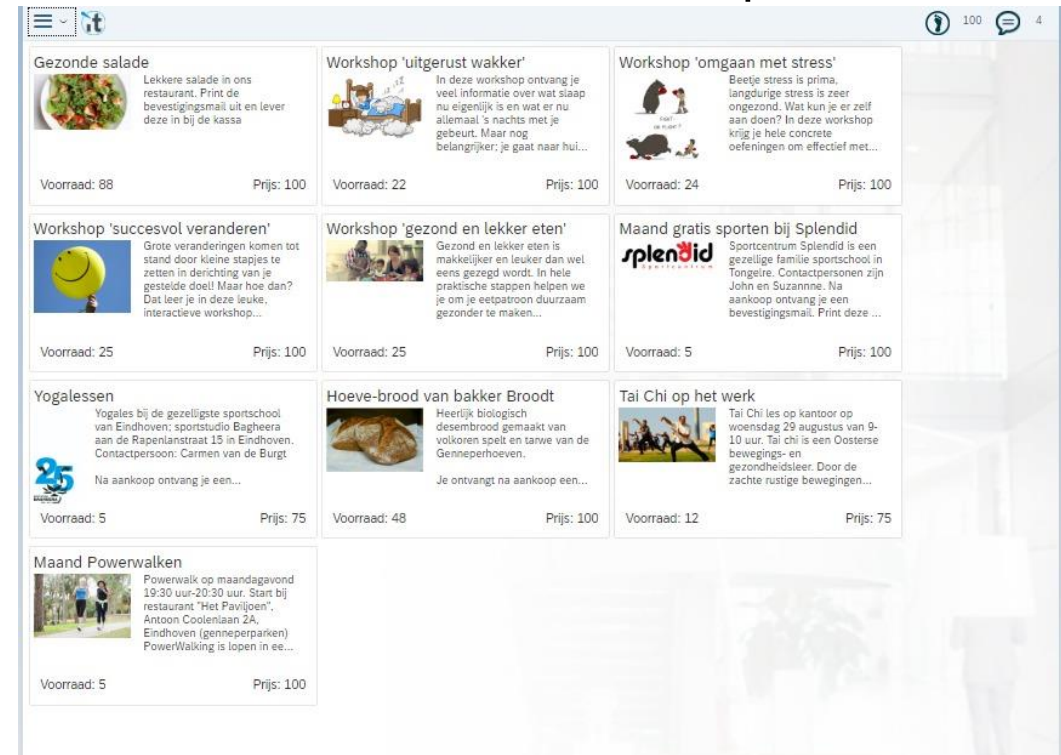 it
100
4
Gezonde salade
Lekkere salade in ons
restaurant. Print de
bevestigingsmail uit en lever
deze in bij de kassa
Voorraad: 88
Prijs: 100
Workshop 'uitgerust wakker'
In deze workshop ontvang je
veel informatie over wat slaap
nu eigenlijk is en wat er nu
allemaal 's nachts met je
gebeurt. Maar nog
belangrijker; je gaat naar hui...
Voorraad: 22
Prijs: 100
Workshop 'omgaan met stress'
FIGHT-
OR FLIGHT?
Beetje stress is prima,
langdurige stress is zeer
ongezond. Wat kun je er zelf
aan doen? In deze workshop
krijg je hele concrete
oefeningen om effectief met...
Voorraad: 24
Prijs: 100
Workshop 'succesvol veranderen'
Grote veranderingen komen tot
stand door kleine stapjes te
zetten in derichting van je
gestelde doel! Maar hoe dan?
Dat leer je in deze leuke,
interactieve workshop...
Voorraad: 25
Prijs: 100
Workshop 'gezond en lekker eten'
Gezond en lekker eten is
makkelijker en leuker dan wel
eens gezegd wordt. In hele
praktische stappen helpen we
je om je eetpatroon duurzaam
gezonder te maken...
Voorraad: 25
Prijs: 100
Maand gratis sporten bij Splendid
splendid
Sportcentrum
Sportcentrum Splendid is een
gezellige familie sportschool in
Tongelre. Contactpersonen zijn
John en Suzannne. Na
aankoop ontvang je een
bevestigingsmail. Print deze ...
Voorraad: 5
Prijs: 100
Yogalessen
25
Yogales bij de gezelligste sportschool
van Eindhoven; sportstudio Bagheera
aan de Rapenlanstraat 15 in Eindhoven.
Contactpersoon: Carmen van de Burgt
Na aankoop ontvang je een...
Voorraad: 5
Prijs: 75
Hoeve-brood van bakker Broodt
Heerlijk biologisch
desembrood gemaakt van
volkoren spelt en tarwe van de
Genneperhoeven.
Je ontvangt na aankoop een...
Voorraad: 48
Prijs: 100
Tai Chi op het werk
Tai Chi les op kantoor op
woensdag 29 augustus van 9-
10 uur. Tai chi is een Oosterse
bewegings- en
gezondheidsleer. Door de
zachte rustige bewegingen...
Voorraad: 12
Prijs: 75
Maand Powerwalken
Powerwalk op maandagavond
19:30 uur-20:30 uur. Start bij
restaurant "Het Paviljoen",
Antoon Coolenlaan 2A,
Eindhoven (genneperparken)
PowerWalking is lopen in ee...
Voorraad: 5
Prijs: 100